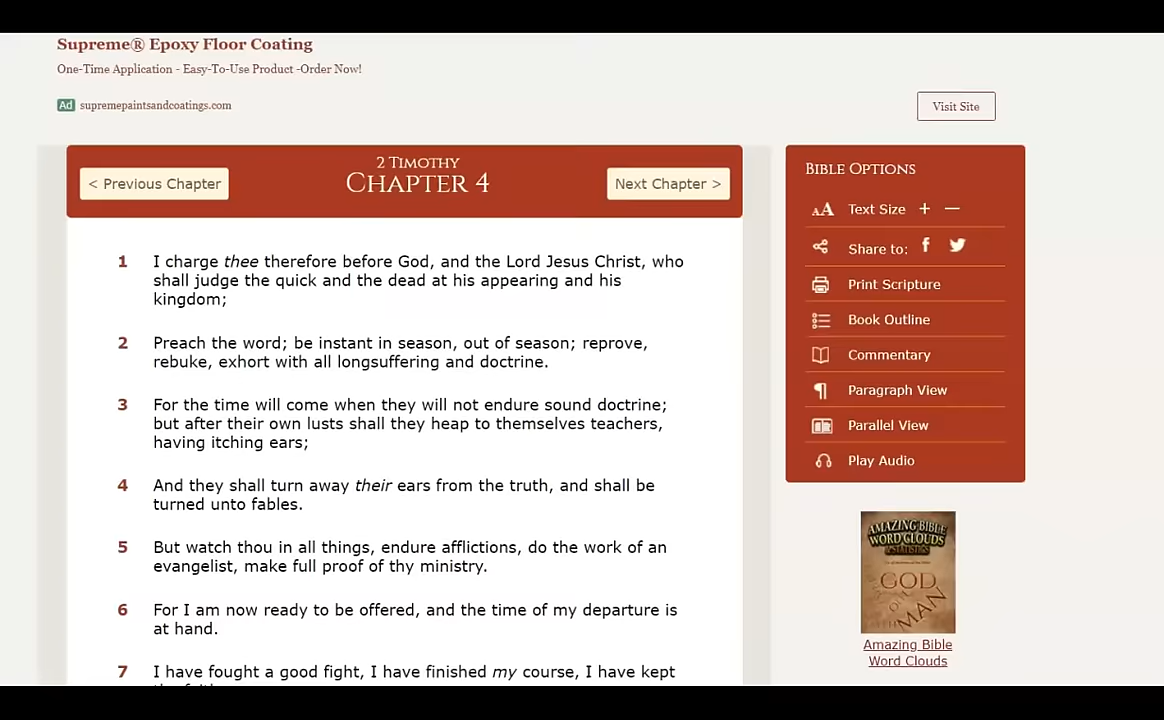 Supreme® Epoxy Floor Coating
One-Time Application - Easy-To-Use Product -Order Now!
Ad supremepaintsandcoatings.com
Visit Site
< Previous Chapter
2 Timothy
Chapter 4
Next Chapter >
1 I charge thee therefore before God, and the Lord Jesus Christ, who
shall judge the quick and the dead at his appearing and his
kingdom;
2 Preach the word; be instant in season, out of season; reprove,
rebuke, exhort with all longsuffering and doctrine.
3 For the time will come when they will not endure sound doctrine;
but after their own lusts shall they heap to themselves teachers,
having itching ears;
4 And they shall turn away their ears from the truth, and shall be
turned unto fables.
5 But watch thou in all things, endure afflictions, do the work of an
evangelist, make full proof of thy ministry.
6 For I am now ready to be offered, and the time of my departure is
at hand.
7 I have fought a good fight, I have finished my course, I have kept
Bible Options
AA Text Size + —
Share to:
Print Scripture
Book Outline
Commentary
Paragraph View
Parallel View
Play Audio
AMAZING BIBLE
WORD CLOUDS
& STATISTICS
GOD
MAN
Amazing Bible
Word Clouds